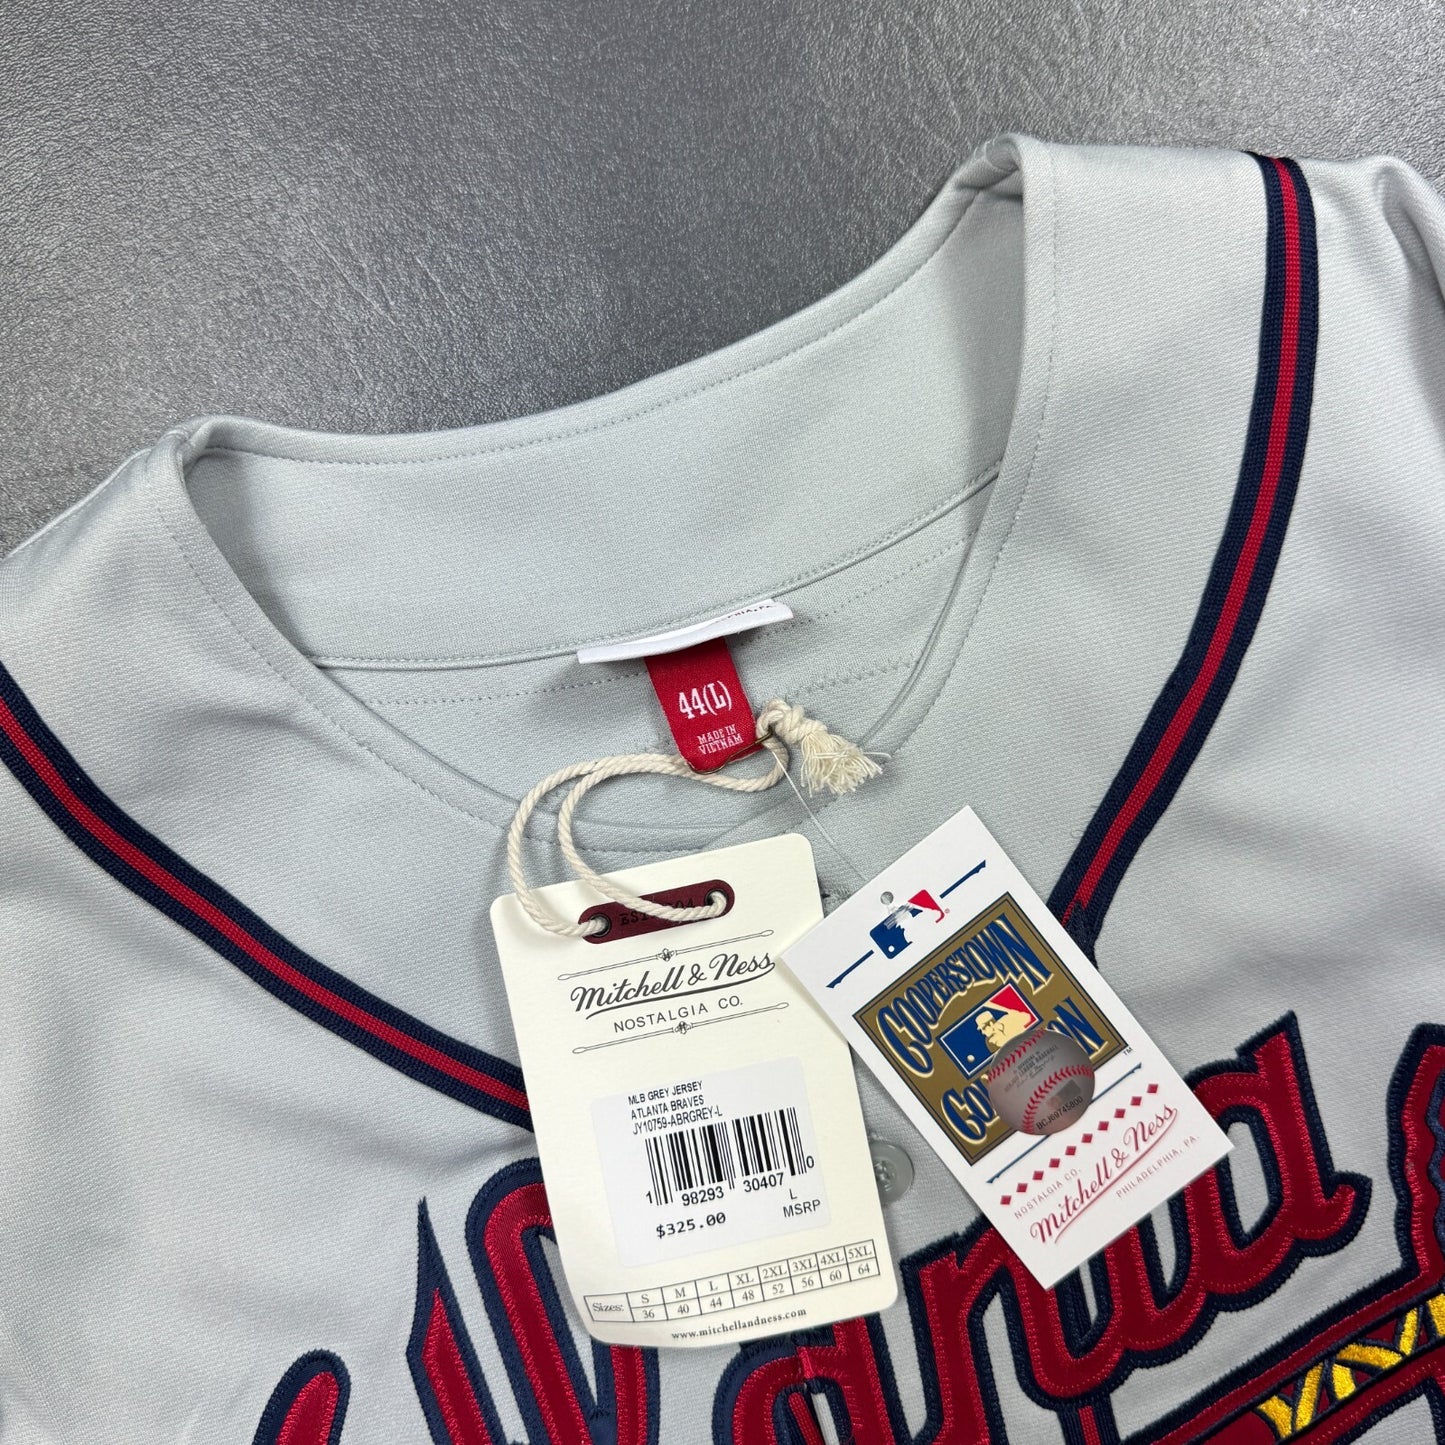 44(L)
MADE IN
VIETNAM
Mitchell & Ness
NOSTALGIA CO.
MLB GREY JERSEY
ATLANTA BRAVES
JY10759-ABRGREY-L
1 98293 30407 0
L
$325.00 MSRP
Sizes: S M L XL 2XL 3XL 4XL 5XL
36 40 44 48 52 56 60 64
www.mitchellandness.com
COOPERSTOWN
TM
BCJ69745800
NOSTALGIA CO.
Mitchell & Ness
PHILADELPHIA, PA.